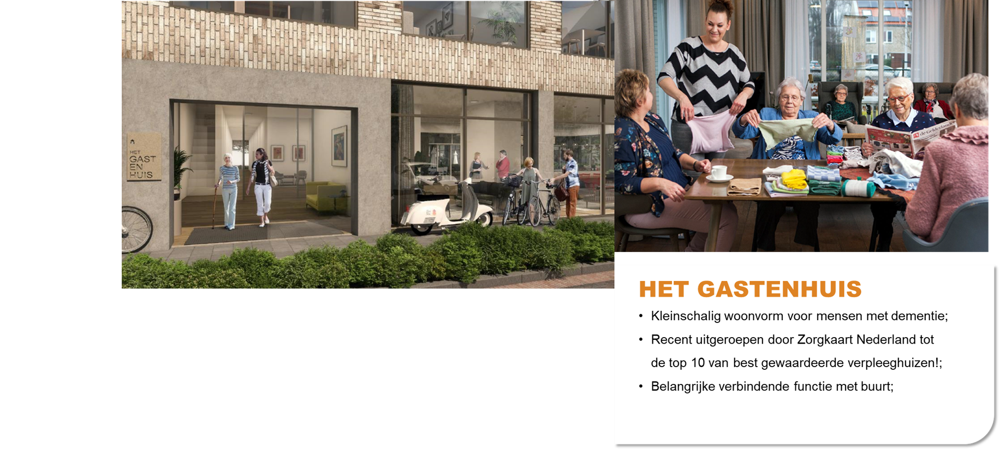 HET
GAST
EN
HUIS
de Gelderlander
HET GASTENHUIS
• Kleinschalig woonvorm voor mensen met dementie;
• Recent uitgeroepen door Zorgkaart Nederland tot
de top 10 van best gewaardeerde verpleeghuizen!;
• Belangrijke verbindende functie met buurt;